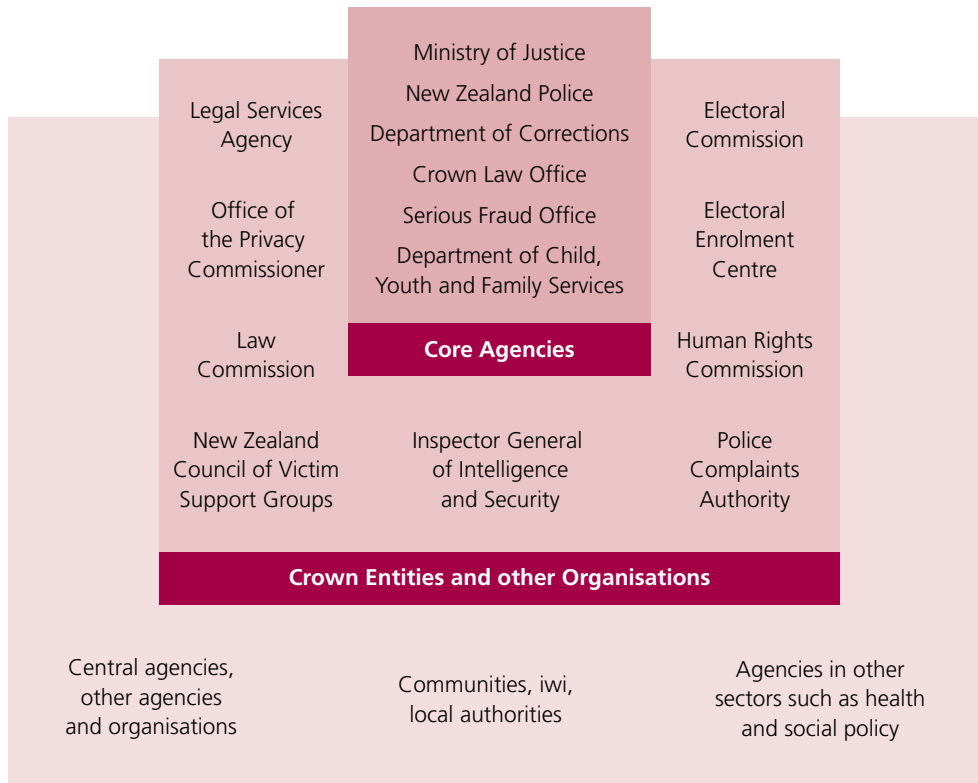 Ministry of Justice
New Zealand Police
Department of Corrections
Crown Law Office
Serious Fraud Office
Department of Child,
Youth and Family Services
Core Agencies
Legal Services
Agency
Office of
the Privacy
Commissioner
Law
Commission
New Zealand
Council of Victim
Support Groups
Inspector General
of Intelligence
and Security
Electoral
Commission
Electoral
Enrolment
Centre
Human Rights
Commission
Police
Complaints
Authority
Crown Entities and other Organisations
Central agencies,
other agencies
and organisations
Communities, iwi,
local authorities
Agencies in other
sectors such as health
and social policy